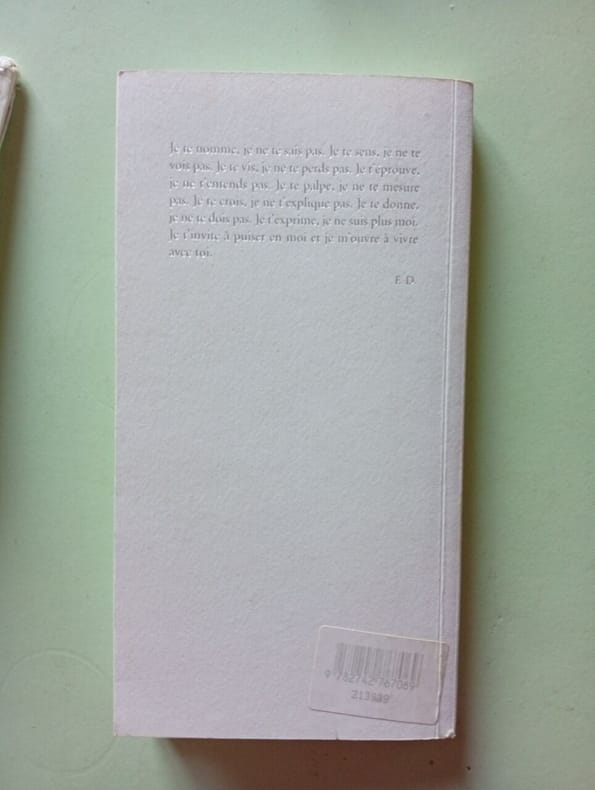 Je te nomme, je ne te sais pas. Je te sens, je ne te
vois pas. Je te vis, je ne te perds pas. Je t'éprouve,
je ne t'entends pas. Je te palpe, je ne te mesure
pas. Je te crois, je ne t'explique pas. Je te donne,
je ne te dois pas. Je t'exprime, je ne suis plus moi.
Je t'invite à puiser en moi et je m'ouvre à vivre
avec toi.
F. D.
9 782742 767069
213939